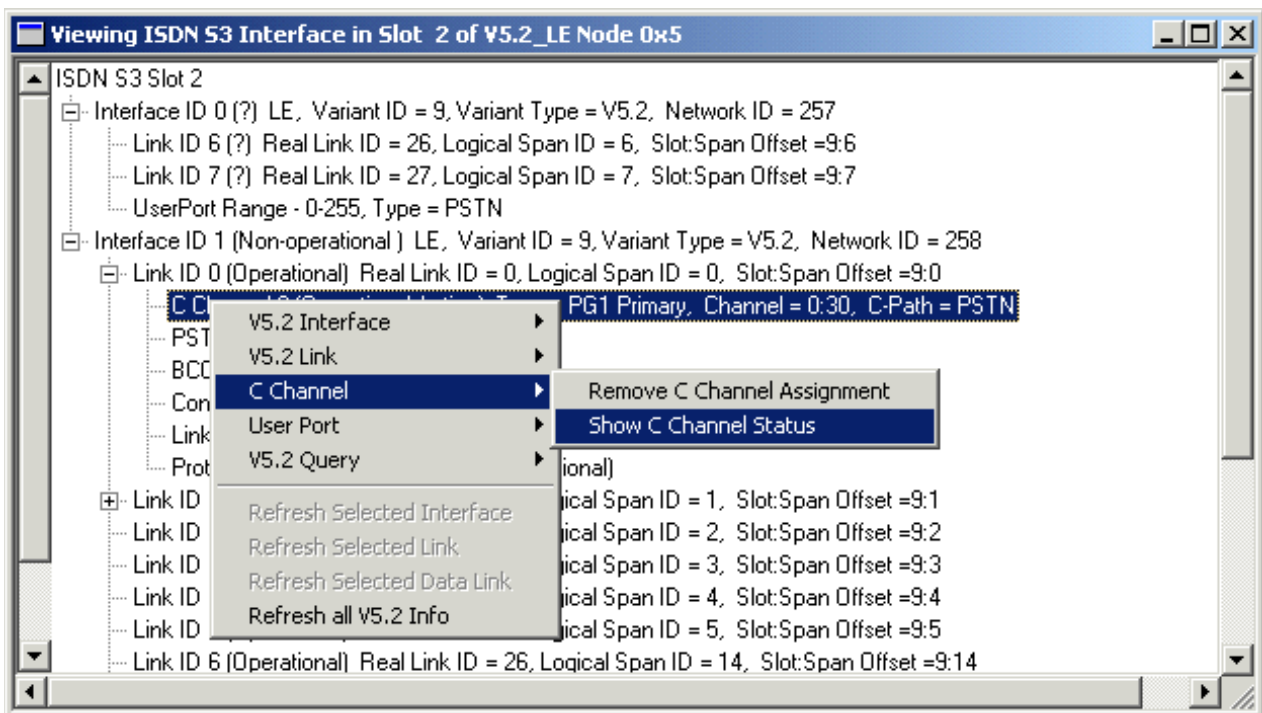 Viewing ISDN S3 Interface in Slot 2 of V5.2_LE Node 0x5
ISDN S3 Slot 2
Interface ID 0 (?) LE, Variant ID = 9, Variant Type = V5.2, Network ID = 257
Link ID 6 (?) Real Link ID = 26, Logical Span ID = 6, Slot:Span Offset =9:6
Link ID 7 (?) Real Link ID = 27, Logical Span ID = 7, Slot:Span Offset =9:7
UserPort Range - 0-255, Type = PSTN
Interface ID 1 (Non-operational ) LE, Variant ID = 9, Variant Type = V5.2, Network ID = 258
Link ID 0 (Operational) Real Link ID = 0, Logical Span ID = 0, Slot:Span Offset =9:0
C PG1 Primary, Channel = 0:30, C-Path = PSTN
PST
BCC
Con
Link
Prot ional)
Link ID ical Span ID = 1, Slot:Span Offset =9:1
Link ID ical Span ID = 2, Slot:Span Offset =9:2
Link ID ical Span ID = 3, Slot:Span Offset =9:3
Link ID ical Span ID = 4, Slot:Span Offset =9:4
Link ID ical Span ID = 5, Slot:Span Offset =9:5
Link ID 6 (Operational) Real Link ID = 26, Logical Span ID = 14, Slot:Span Offset =9:14
V5.2 Interface
V5.2 Link
C Channel
User Port
V5.2 Query
Refresh Selected Interface
Refresh Selected Link
Refresh Selected Data Link
Refresh all V5.2 Info
Remove C Channel Assignment
Show C Channel Status